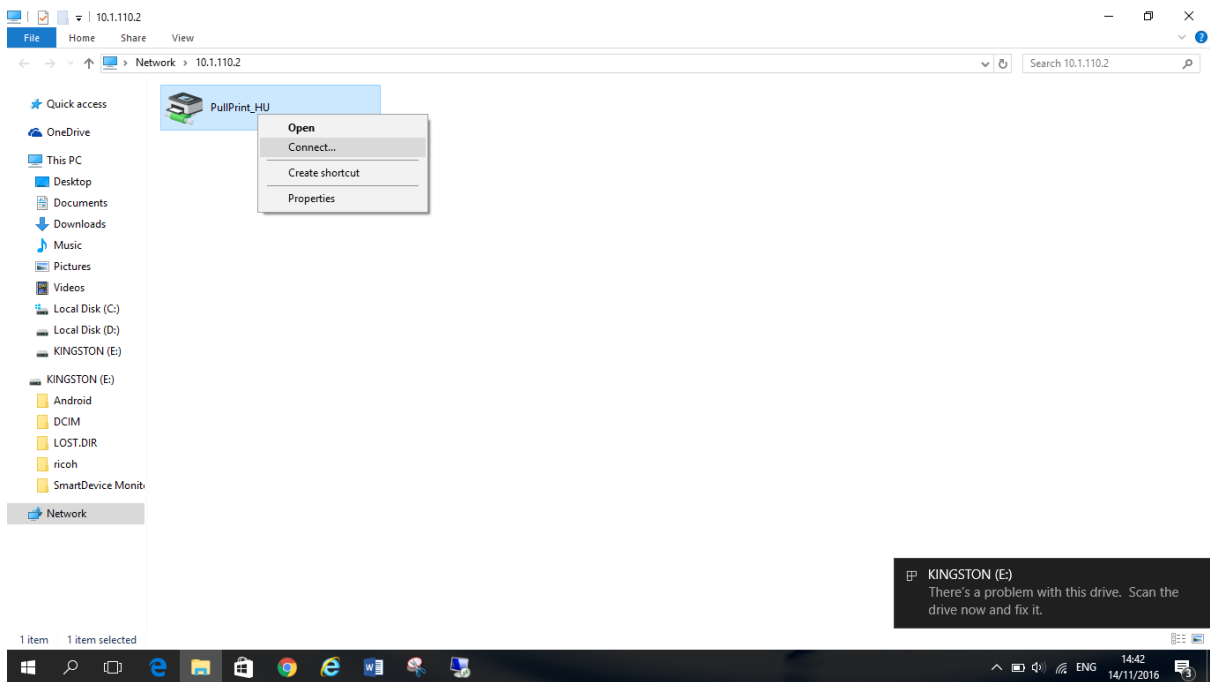 10.1.110.2
File Home Share View
Network > 10.1.110.2
Search 10.1.110.2
Quick access
OneDrive
This PC
Desktop
Documents
Downloads
Music
Pictures
Videos
Local Disk (C:)
Local Disk (D:)
KINGSTON (E:)
KINGSTON (E:)
Android
DCIM
LOST.DIR
ricoh
SmartDevice Monit
Network
PullPrint_HU
Open
Connect...
Create shortcut
Properties
KINGSTON (E:)
There's a problem with this drive. Scan the
drive now and fix it.
1 item 1 item selected
ENG
14:42
14/11/2016
3